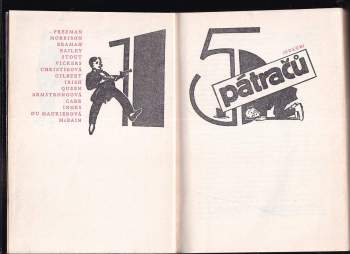 FREEMAN
MORRISON
BRAMAH
BAILEY
STOUT
VICKERS
CHRISTIEOVÁ
GILBERT
IRISH
QUEEN
ARMSTRONGOVÁ
CARR
INNES
DU MAURIEROVÁ
McBAIN
15
pátračů